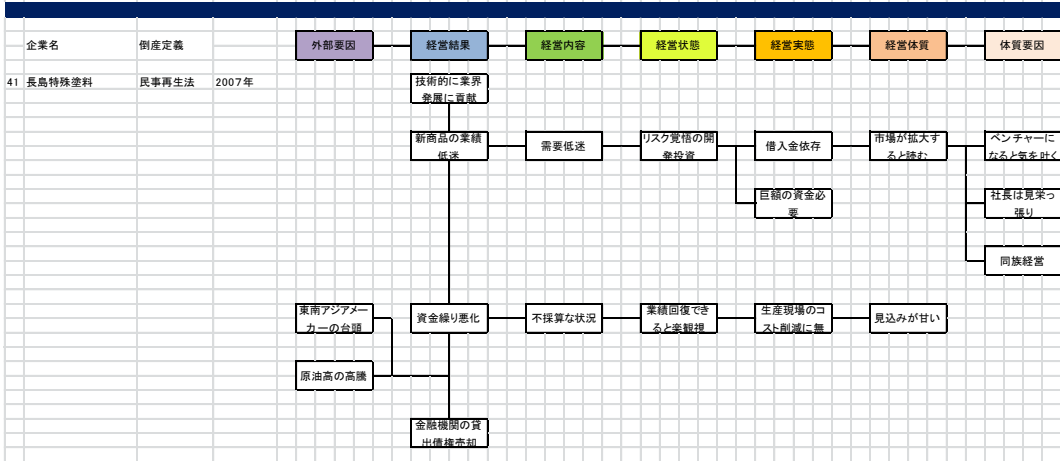 企業名 倒産定義 外部要因 経営結果 経営内容 経営状態 経営実態 経営体質 体質要因
41 長島特殊塗料 民事再生法 2007年
技術的に業界
発展に貢献
新商品の業績
低迷
需要低迷
リスク覚悟の開
発投資
借入金依存
市場が拡大す
ると読む
ベンチャーに
なると気を吐く
巨額の資金必
要
社長は見栄っ
張り
同族経営
東南アジアメー
カーの台頭
資金繰り悪化
不採算な状況
業績回復でき
ると楽観視
生産現場のコ
スト削減に無
見込みが甘い
原油高の高騰
金融機関の貸
出債権売却